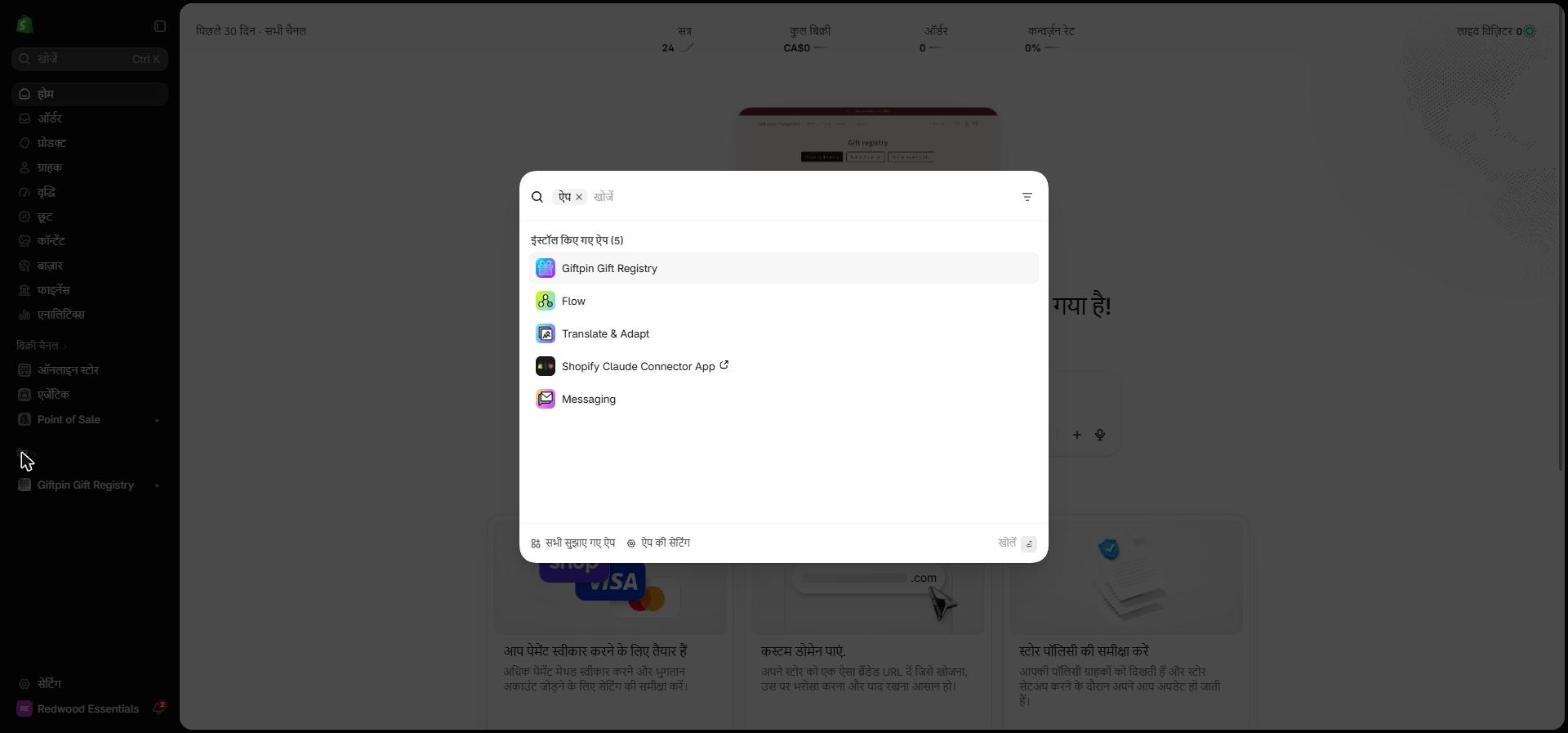 पिछले 30 दिन · सभी चैनल
सत्र
24
कुल बिक्री
CA$0
ऑर्डर
0
कन्वर्ज़न रेट
0%
लाइव विज़िटर 0
खोजें
Ctrl K
होम
ऑर्डर
प्रोडक्ट
ग्राहक
वृद्धि
छूट
कॉन्टेंट
बाज़ार
फाइनेंस
एनालिटिक्स
बिक्री चैनल ›
ऑनलाइन स्टोर
एजेंटिक
Point of Sale
Giftpin Gift Registry
सेटिंग
RE
Redwood Essentials
2
Gift registry
गया है!
ऐप
खोजें
इंस्टॉल किए गए ऐप (5)
Giftpin Gift Registry
Flow
Translate & Adapt
Shopify Claude Connector App
Messaging
सभी सुझाए गए ऐप
ऐप की सेटिंग
खोलें
shop
VISA
.com
आप पेमेंट स्वीकार करने के लिए तैयार हैं
अधिक पेमेंट मेथड स्वीकार करने और भुगतान
अकाउंट जोड़ने के लिए सेटिंग की समीक्षा करें।
कस्टम डोमेन पाएं.
अपने स्टोर को एक ऐसा ब्रैंडेड URL दें जिसे खोजना,
उस पर भरोसा करना और याद रखना आसान हो।
स्टोर पॉलिसी की समीक्षा करें
आपकी पॉलिसी ग्राहकों को दिखती हैं और स्टोर
सेटअप करने के दौरान अपने आप अपडेट हो जाती
हैं।